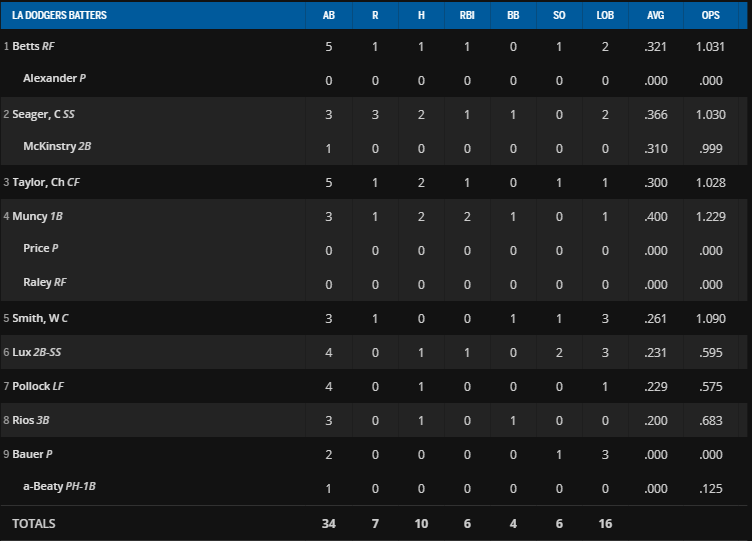 LA DODGERS BATTERS AB R H RBI BB SO LOB AVG OPS
1 Betts RF 5 1 1 1 0 1 2 .321 1.031
Alexander P 0 0 0 0 0 0 0 .000 .000
2 Seager, C SS 3 3 2 1 1 0 2 .366 1.030
McKinstry 2B 1 0 0 0 0 0 0 .310 .999
3 Taylor, Ch CF 5 1 2 1 0 1 1 .300 1.028
4 Muncy 1B 3 1 2 2 1 0 1 .400 1.229
Price P 0 0 0 0 0 0 0 .000 .000
Raley RF 0 0 0 0 0 0 0 .000 .000
5 Smith, W C 3 1 0 0 1 1 3 .261 1.090
6 Lux 2B-SS 4 0 1 1 0 2 3 .231 .595
7 Pollock LF 4 0 1 0 0 0 1 .229 .575
8 Rios 3B 3 0 1 0 1 0 0 .200 .683
9 Bauer P 2 0 0 0 0 1 3 .000 .000
a-Beaty PH-1B 1 0 0 0 0 0 0 .000 .125
TOTALS 34 7 10 6 4 6 16